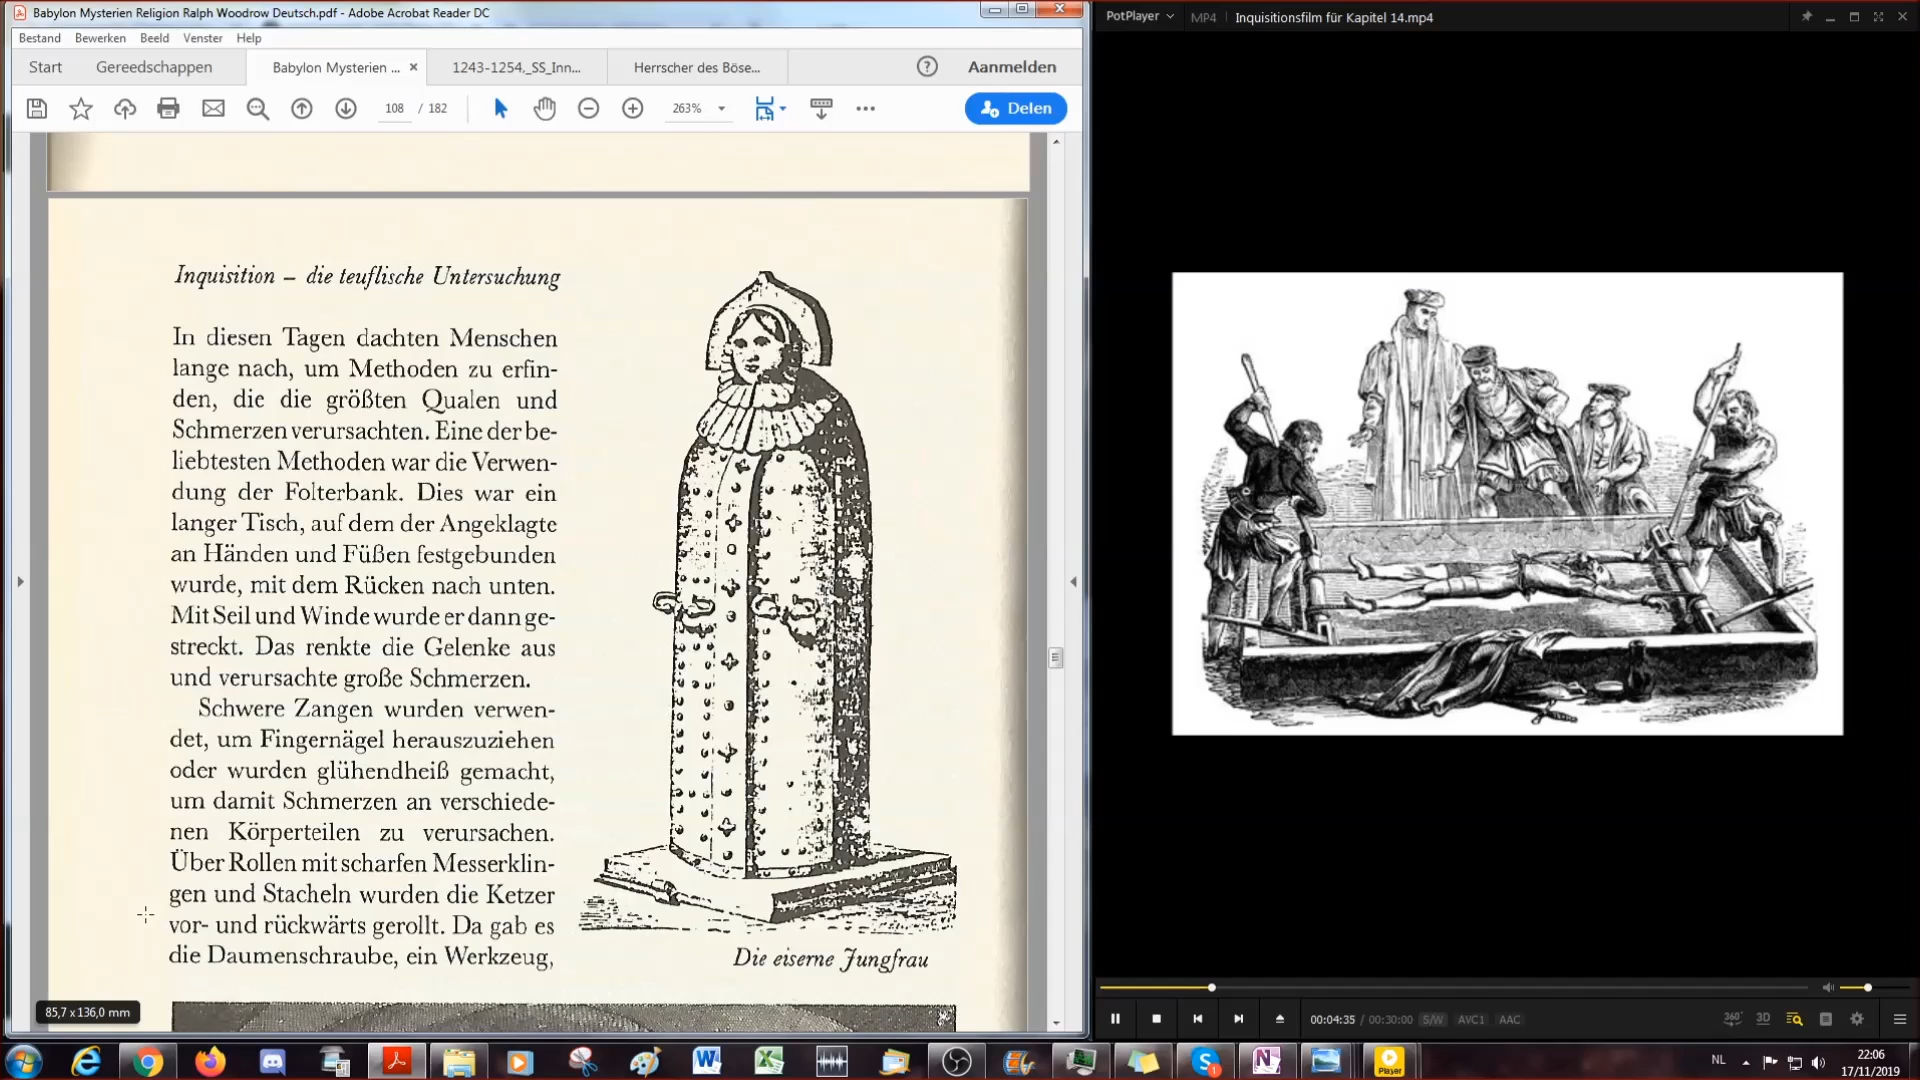 Babylon Mysterien Religion Ralph Woodrow Deutsch.pdf - Adobe Acrobat Reader DC
Bestand Bewerken Beeld Venster Help
Start Gereedschappen Babylon Mysterien ... × 1243-1254,_SS_Inn... Herrscher des Böse... Aanmelden
108 / 182 263% Delen
Inquisition – die teuflische Untersuchung
In diesen Tagen dachten Menschen
lange nach, um Methoden zu erfin-
den, die die größten Qualen und
Schmerzen verursachten. Eine der be-
liebtesten Methoden war die Verwen-
dung der Folterbank. Dies war ein
langer Tisch, auf dem der Angeklagte
an Händen und Füßen festgebunden
wurde, mit dem Rücken nach unten.
Mit Seil und Winde wurde er dann ge-
streckt. Das renkte die Gelenke aus
und verursachte große Schmerzen.
Schwere Zangen wurden verwen-
det, um Fingernägel herauszuziehen
oder wurden glühendheiß gemacht,
um damit Schmerzen an verschiede-
nen Körperteilen zu verursachen.
Über Rollen mit scharfen Messerklin-
gen und Stacheln wurden die Ketzer
vor- und rückwärts gerollt. Da gab es
die Daumenschraube, ein Werkzeug,
Die eiserne Jungfrau
85,7 x 136,0 mm
PotPlayer MP4 Inquisitionsfilm für Kapitel 14.mp4
00:04:35 / 00:30:00 S/W AVC1 AAC
360° 3D
Player
NL
22:06
17/11/2019